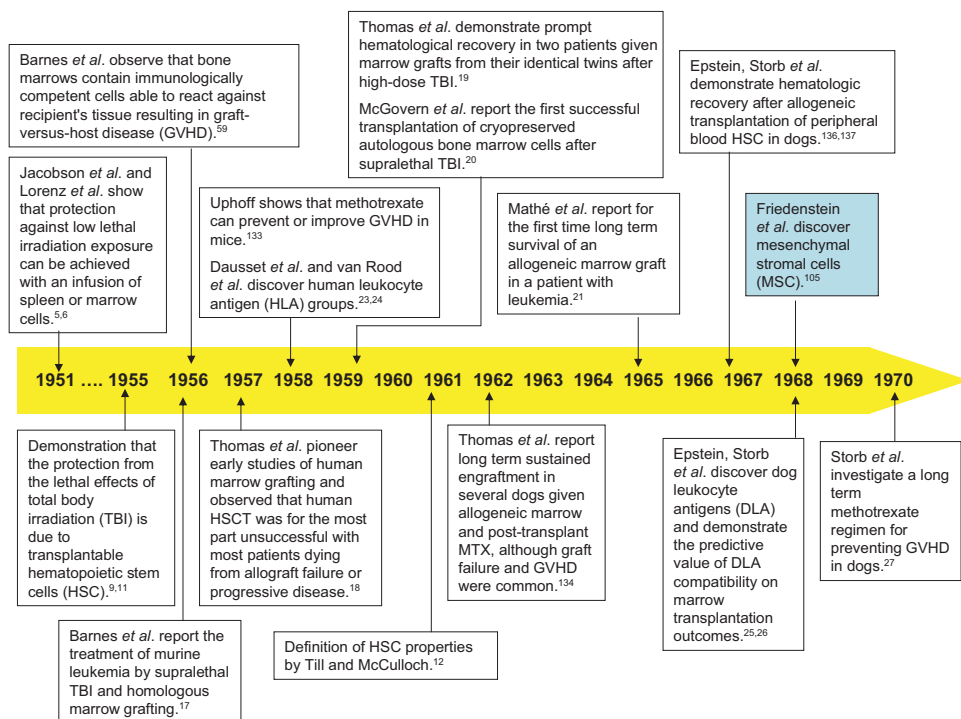 Barnes et al. observe that bone
marrows contain immunologically
competent cells able to react against
recipient's tissue resulting in graft-
versus-host disease (GVHD).59
Thomas et al. demonstrate prompt
hematological recovery in two patients given
marrow grafts from their identical twins after
high-dose TBI.19
McGovern et al. report the first successful
transplantation of cryopreserved
autologous bone marrow cells after
supralethal TBI.20
Epstein, Storb et al.
demonstrate hematologic
recovery after allogeneic
transplantation of peripheral
blood HSC in dogs.136,137
Jacobson et al. and
Lorenz et al. show
that protection
against low lethal
irradiation exposure
can be achieved
with an infusion of
spleen or marrow
cells.5,6
Uphoff shows that methotrexate
can prevent or improve GVHD in
mice.133
Dausset et al. and van Rood
et al. discover human leukocyte
antigen (HLA) groups.23,24
Mathé et al. report for
the first time long term
survival of an
allogeneic marrow graft
in a patient with
leukemia.21
Friedenstein
et al. discover
mesenchymal
stromal cells
(MSC).105
1951 .... 1955 1956 1957 1958 1959 1960 1961 1962 1963 1964 1965 1966 1967 1968 1969 1970
Demonstration that
the protection from
the lethal effects of
total body
irradiation (TBI) is
due to
transplantable
hematopoietic stem
cells (HSC).9,11
Barnes et al. report the
treatment of murine
leukemia by supralethal
TBI and homologous
marrow grafting.17
Thomas et al. pioneer
early studies of human
marrow grafting and
observed that human
HSCT was for the most
part unsuccessful with
most patients dying
from allograft failure or
progressive disease.18
Definition of HSC properties
by Till and McCulloch.12
Thomas et al. report
long term sustained
engraftment in
several dogs given
allogeneic marrow
and post-transplant
MTX, although graft
failure and GVHD
were common.134
Epstein, Storb
et al. discover dog
leukocyte
antigens (DLA)
and demonstrate
the predictive
value of DLA
compatibility on
marrow
transplantation
outcomes.25,26
Storb et al.
investigate a long
term
methotrexate
regimen for
preventing GVHD
in dogs.27